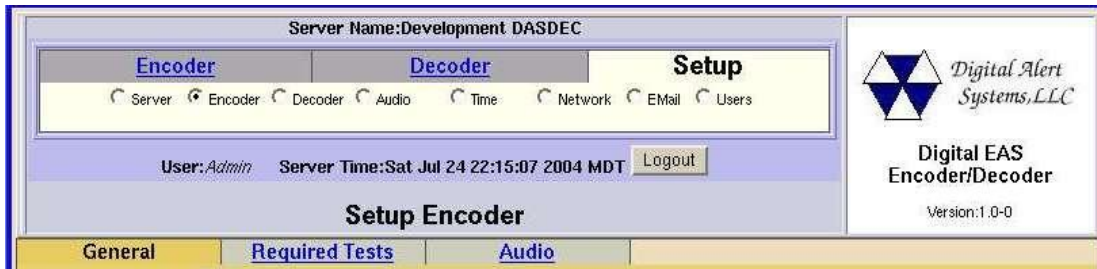 Server Name:Development DASDEC
Encoder Decoder Setup
Server Encoder Decoder Audio Time Network EMail Users
User:Admin Server Time:Sat Jul 24 22:15:07 2004 MDT Logout
Setup Encoder
General Required Tests Audio
Digital Alert
Systems,LLC
Digital EAS
Encoder/Decoder
Version:1.0-0